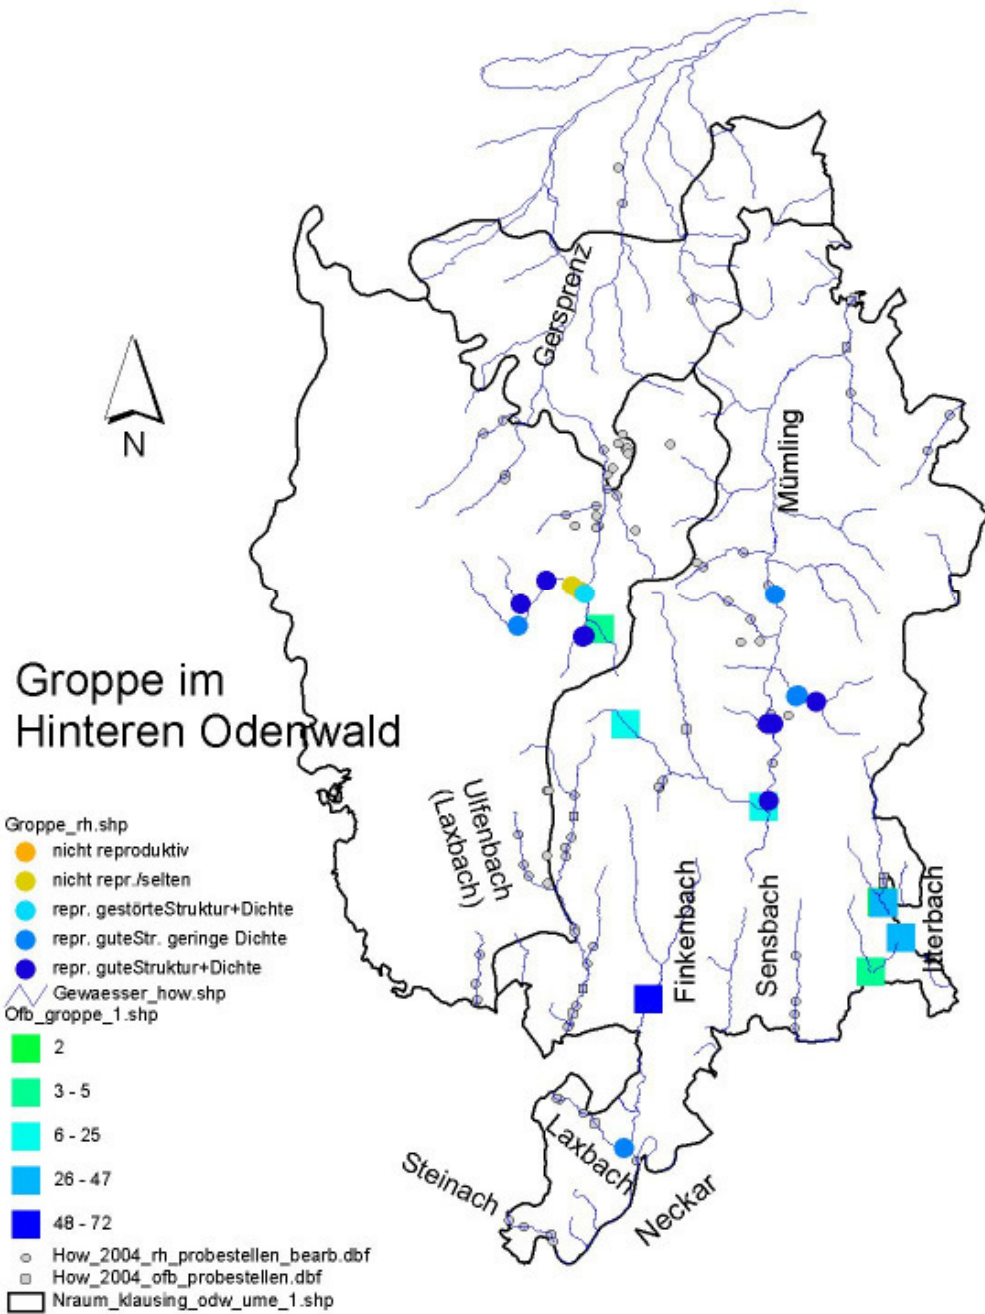 Gersprenz
N
Mümling
Groppe im
Hinteren Odenwald
Ulfenbach
(Laxbach)
Finkenbach
Sensbach
Itterbach
Laxbach
Steinach
Neckar
Groppe_rh.shp
nicht reproduktiv
nicht repr./selten
repr. gestörteStruktur+Dichte
repr. guteStr. geringe Dichte
repr. guteStruktur+Dichte
Gewaesser_how.shp
Ofb_groppe_1.shp
2
3 - 5
6 - 25
26 - 47
48 - 72
How_2004_rh_probestellen_bearb.dbf
How_2004_ofb_probestellen.dbf
Nraum_klausing_odw_ume_1.shp